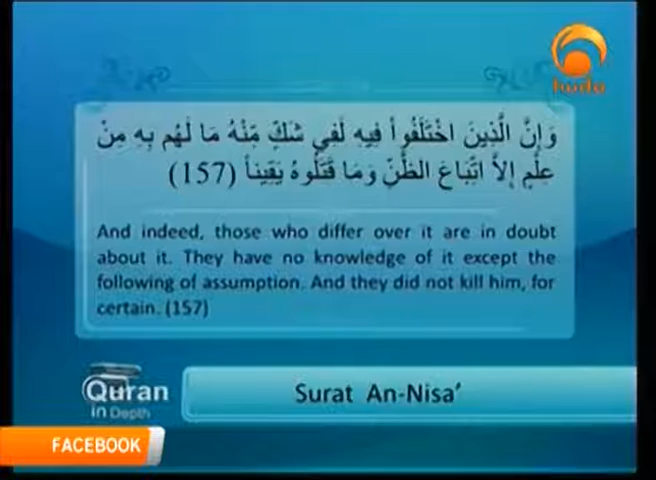 huda
وَإِنَّ الَّذِينَ اخْتَلَفُواْ فِيهِ لَفِي شَكٍّ مِّنْهُ مَا لَهُم بِهِ مِنْ
عِلْمٍ إِلاَّ اتِّبَاعَ الظَّنِّ وَمَا قَتَلُوهُ يَقِيناً (157)
And indeed, those who differ over it are in doubt
about it. They have no knowledge of it except the
following of assumption. And they did not kill him, for
certain. (157)
Quran
in Depth
Surat An-Nisa’
FACEBOOK